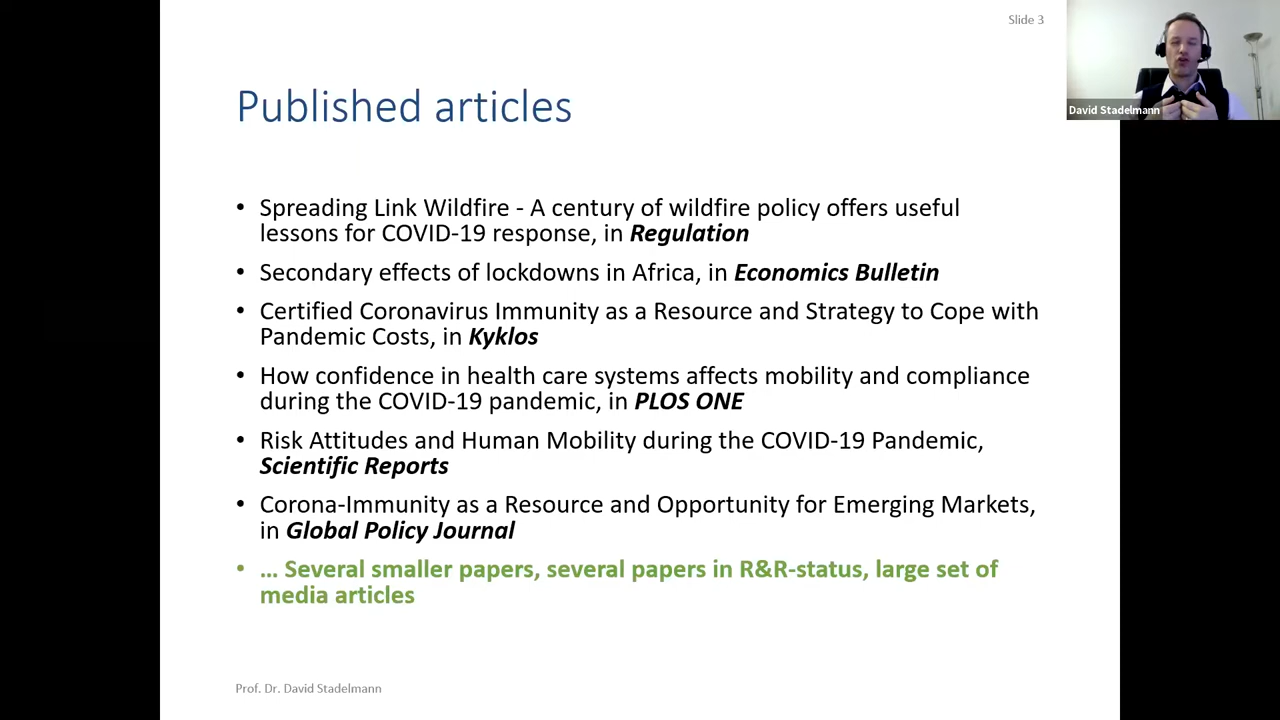 Slide 3
David Stadelmann
Published articles
• Spreading Link Wildfire - A century of wildfire policy offers useful
lessons for COVID-19 response, in Regulation
• Secondary effects of lockdowns in Africa, in Economics Bulletin
• Certified Coronavirus Immunity as a Resource and Strategy to Cope with
Pandemic Costs, in Kyklos
• How confidence in health care systems affects mobility and compliance
during the COVID-19 pandemic, in PLOS ONE
• Risk Attitudes and Human Mobility during the COVID-19 Pandemic,
Scientific Reports
• Corona-Immunity as a Resource and Opportunity for Emerging Markets,
in Global Policy Journal
• … Several smaller papers, several papers in R&R-status, large set of
media articles
Prof. Dr. David Stadelmann